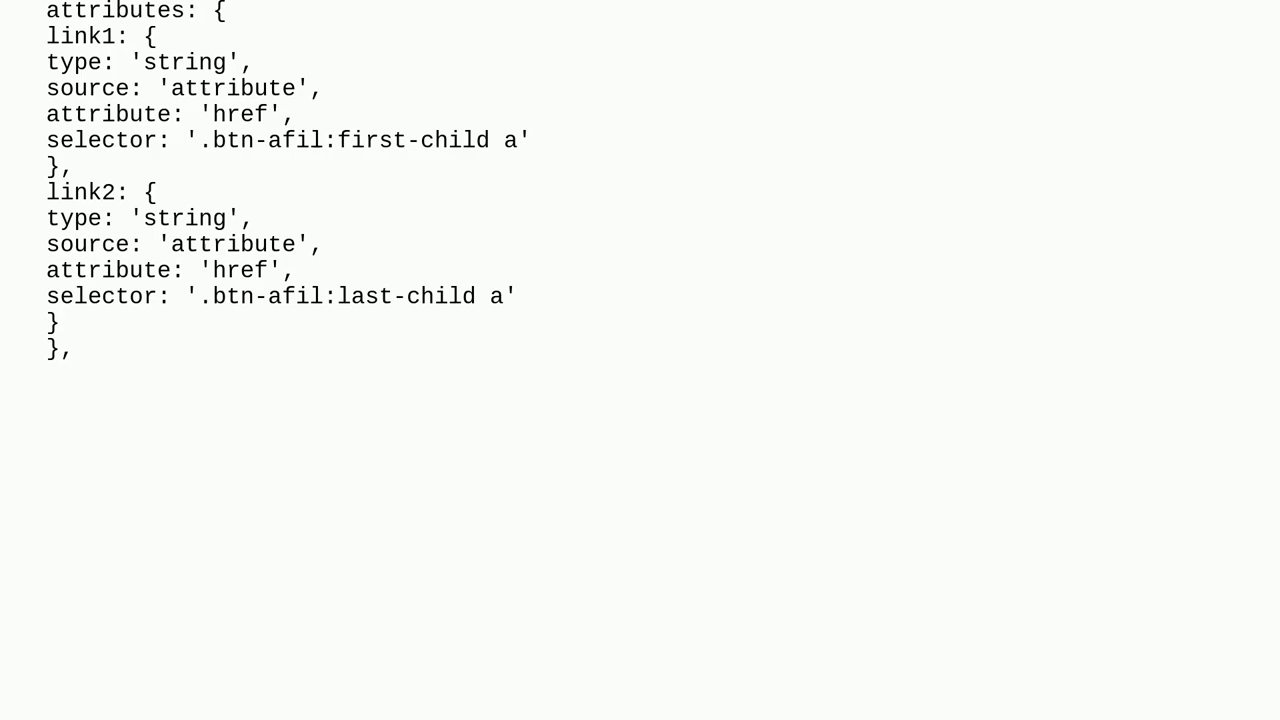 attributes: {
link1: {
type: 'string',
source: 'attribute',
attribute: 'href',
selector: '.btn-afil:first-child a'
},
link2: {
type: 'string',
source: 'attribute',
attribute: 'href',
selector: '.btn-afil:last-child a'
}
},